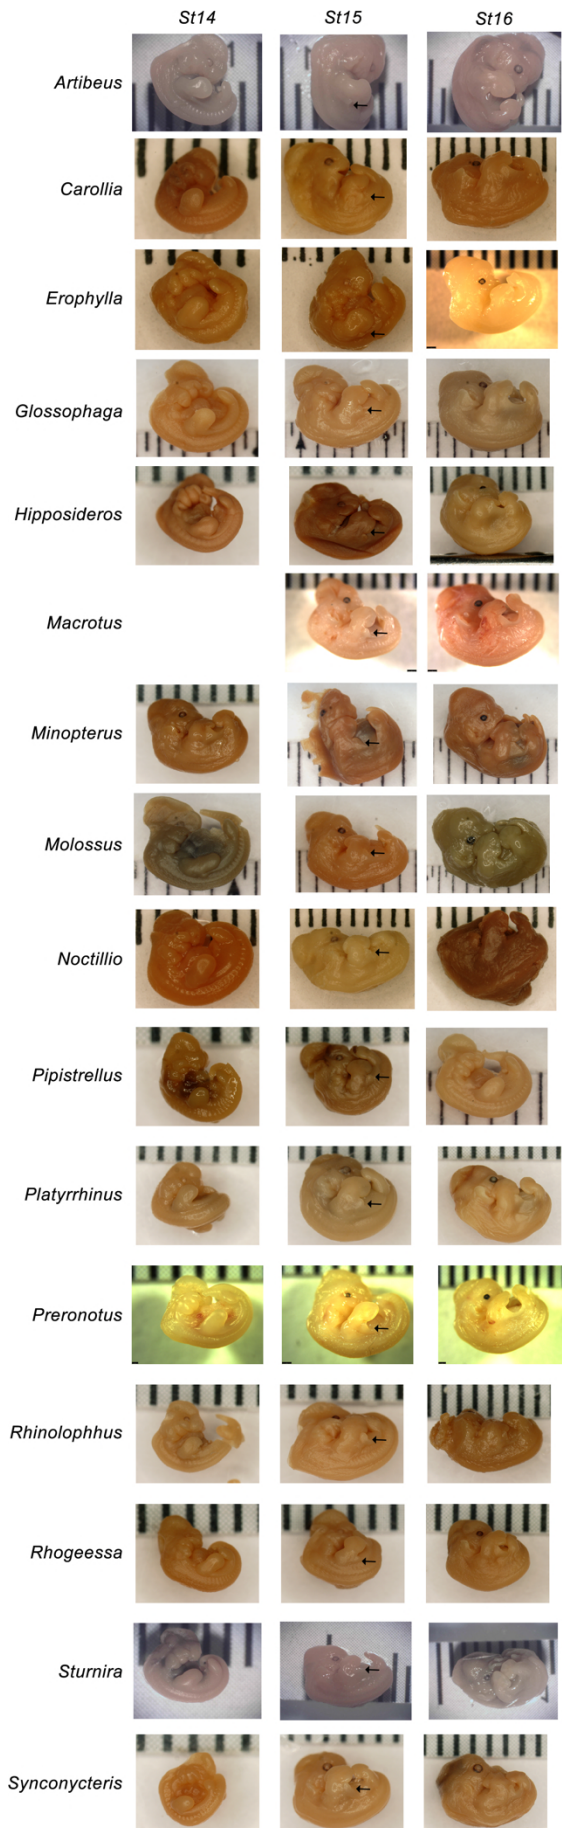 St14 St15 St16
Artibeus
Carollia
Erophylla
Glossophaga
Hipposideros
Macrotus
Minopterus
Molossus
Noctillio
Pipistrellus
Platyrrhinus
Preronotus
Rhinolophhus
Rhogeessa
Sturnira
Synconycteris